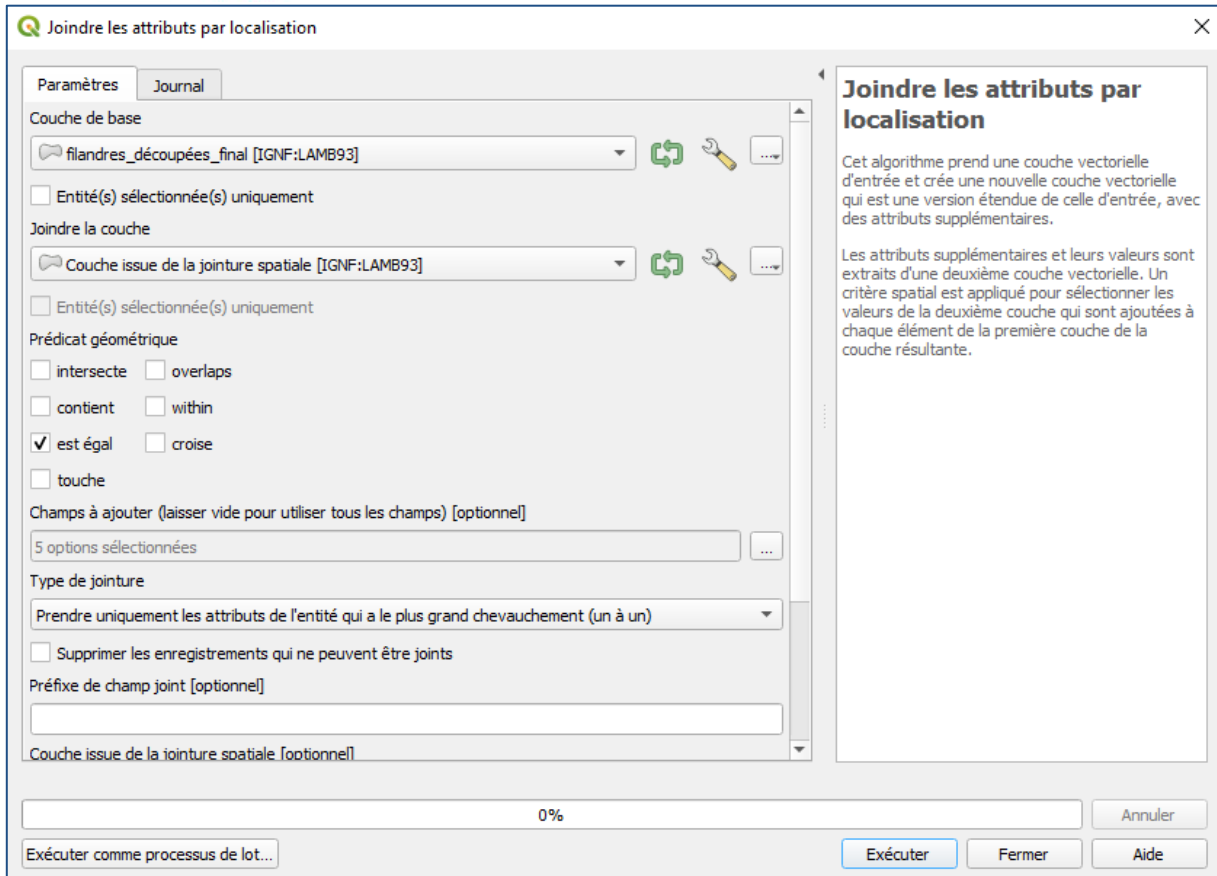 Joindre les attributs par localisation
Paramètres
Journal
Couche de base
filandres_découpées_final [IGNF:LAMB93]
...
Entité(s) sélectionnée(s) uniquement
Joindre la couche
Couche issue de la jointure spatiale [IGNF:LAMB93]
...
Entité(s) sélectionnée(s) uniquement
Prédicat géométrique
intersecte overlaps
contient within
est égal croise
touche
Champs à ajouter (laisser vide pour utiliser tous les champs) [optionnel]
5 options sélectionnées
...
Type de jointure
Prendre uniquement les attributs de l'entité qui a le plus grand chevauchement (un à un)
Supprimer les enregistrements qui ne peuvent être joints
Préfixe de champ joint [optionnel]
Couche issue de la jointure spatiale [optionnel]
Joindre les attributs par
localisation
Cet algorithme prend une couche vectorielle
d'entrée et crée une nouvelle couche vectorielle
qui est une version étendue de celle d'entrée, avec
des attributs supplémentaires.
Les attributs supplémentaires et leurs valeurs sont
extraits d'une deuxième couche vectorielle. Un
critère spatial est appliqué pour sélectionner les
valeurs de la deuxième couche qui sont ajoutées à
chaque élément de la première couche de la
couche résultante.
0%
Annuler
Exécuter comme processus de lot...
Exécuter
Fermer
Aide